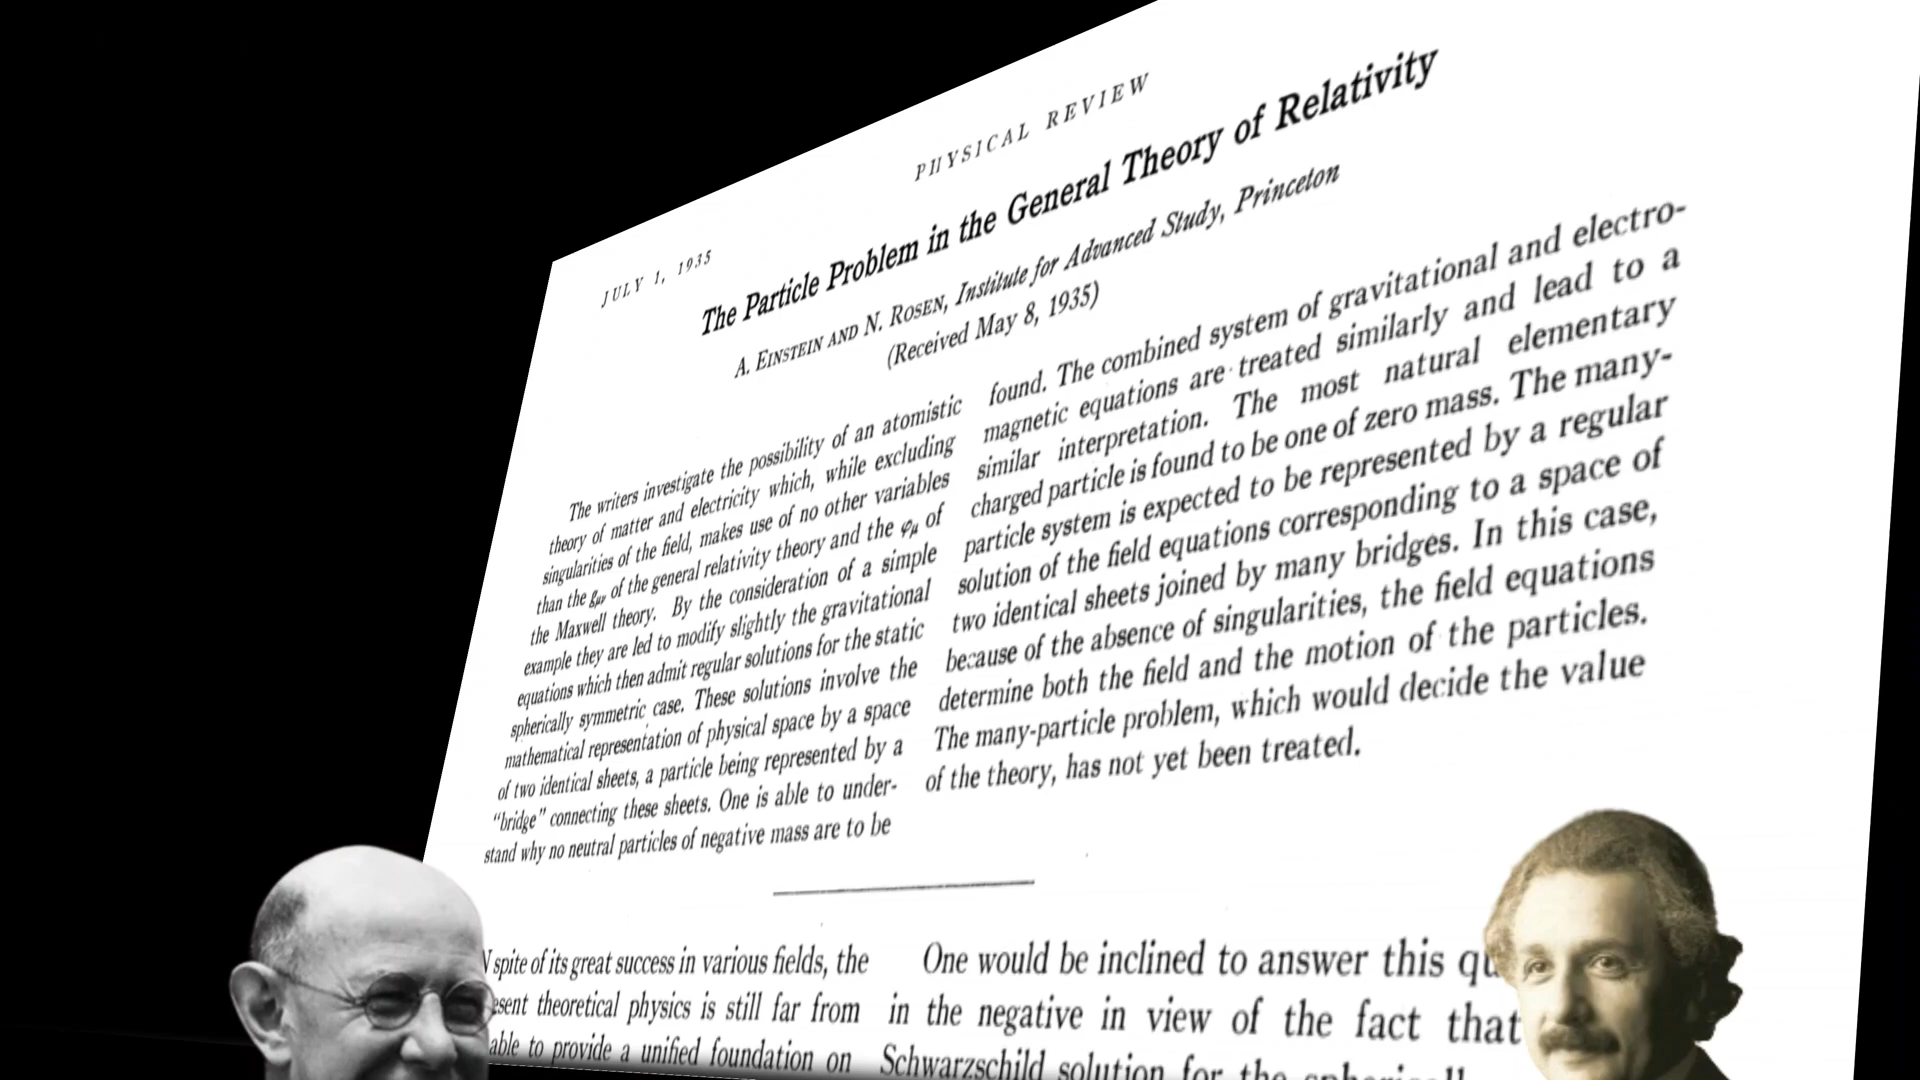 JULY 1, 1935
PHYSICAL REVIEW
The Particle Problem in the General Theory of Relativity
A. EINSTEIN AND N. ROSEN, Institute for Advanced Study, Princeton
(Received May 8, 1935)
The writers investigate the possibility of an atomistic
theory of matter and electricity which, while excluding
singularities of the field, makes use of no other variables
than the gμν of the general relativity theory and the φμ of
the Maxwell theory. By the consideration of a simple
example they are led to modify slightly the gravitational
equations which then admit regular solutions for the static
spherically symmetric case. These solutions involve the
mathematical representation of physical space by a space
of two identical sheets, a particle being represented by a
“bridge” connecting these sheets. One is able to under-
stand why no neutral particles of negative mass are to be
found. The combined system of gravitational and electro-
magnetic equations are treated similarly and lead to a
similar interpretation. The most natural elementary
charged particle is found to be one of zero mass. The many-
particle system is expected to be represented by a regular
solution of the field equations corresponding to a space of
two identical sheets joined by many bridges. In this case,
because of the absence of singularities, the field equations
determine both the field and the motion of the particles.
The many-particle problem, which would decide the value
of the theory, has not yet been treated.
spite of its great success in various fields, the
esent theoretical physics is still far from
able to provide a unified foundation on
One would be inclined to answer this qu
in the negative in view of the fact that
Schwarzschild solution for the